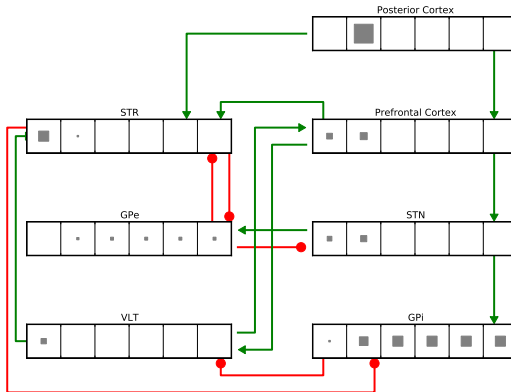 Posterior Cortex
STR
Prefrontal Cortex
GPe
STN
VLT
GPi